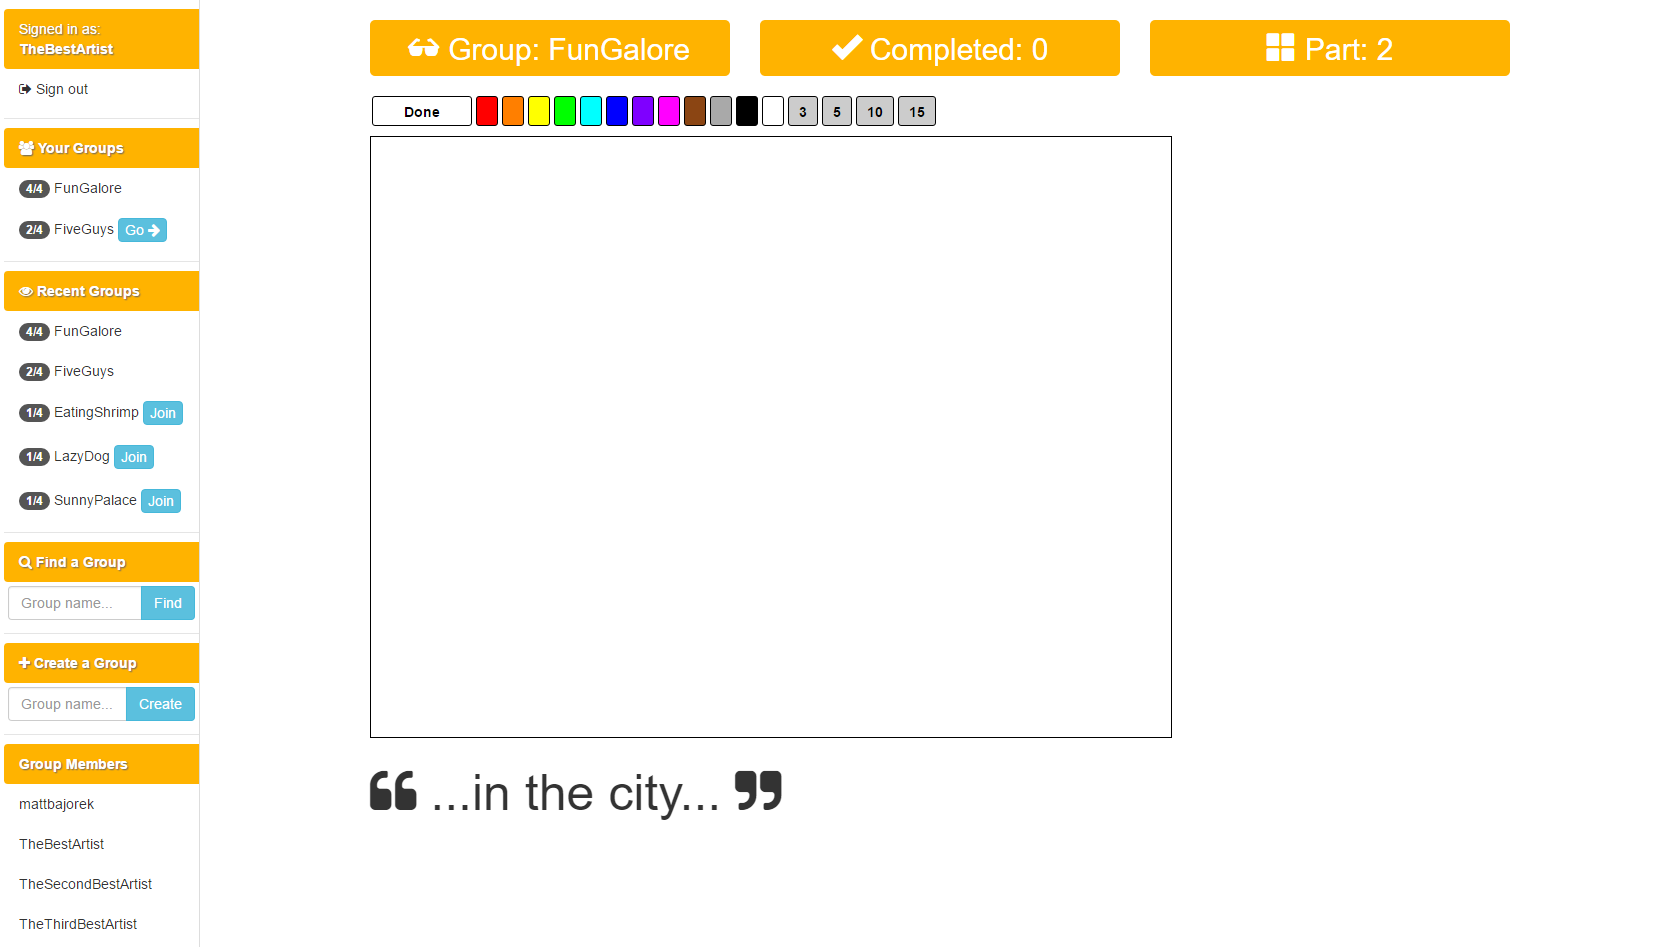 Signed in as:
TheBestArtist
Sign out
Your Groups
4/4 FunGalore
2/4 FiveGuys Go
Recent Groups
4/4 FunGalore
2/4 FiveGuys
1/4 EatingShrimp Join
1/4 LazyDog Join
1/4 SunnyPalace Join
Find a Group
Group name... Find
Create a Group
Group name... Create
Group Members
mattbajorek
TheBestArtist
TheSecondBestArtist
TheThirdBestArtist
Group: FunGalore
Completed: 0
Part: 2
Done 3 5 10 15
“ ...in the city... ”